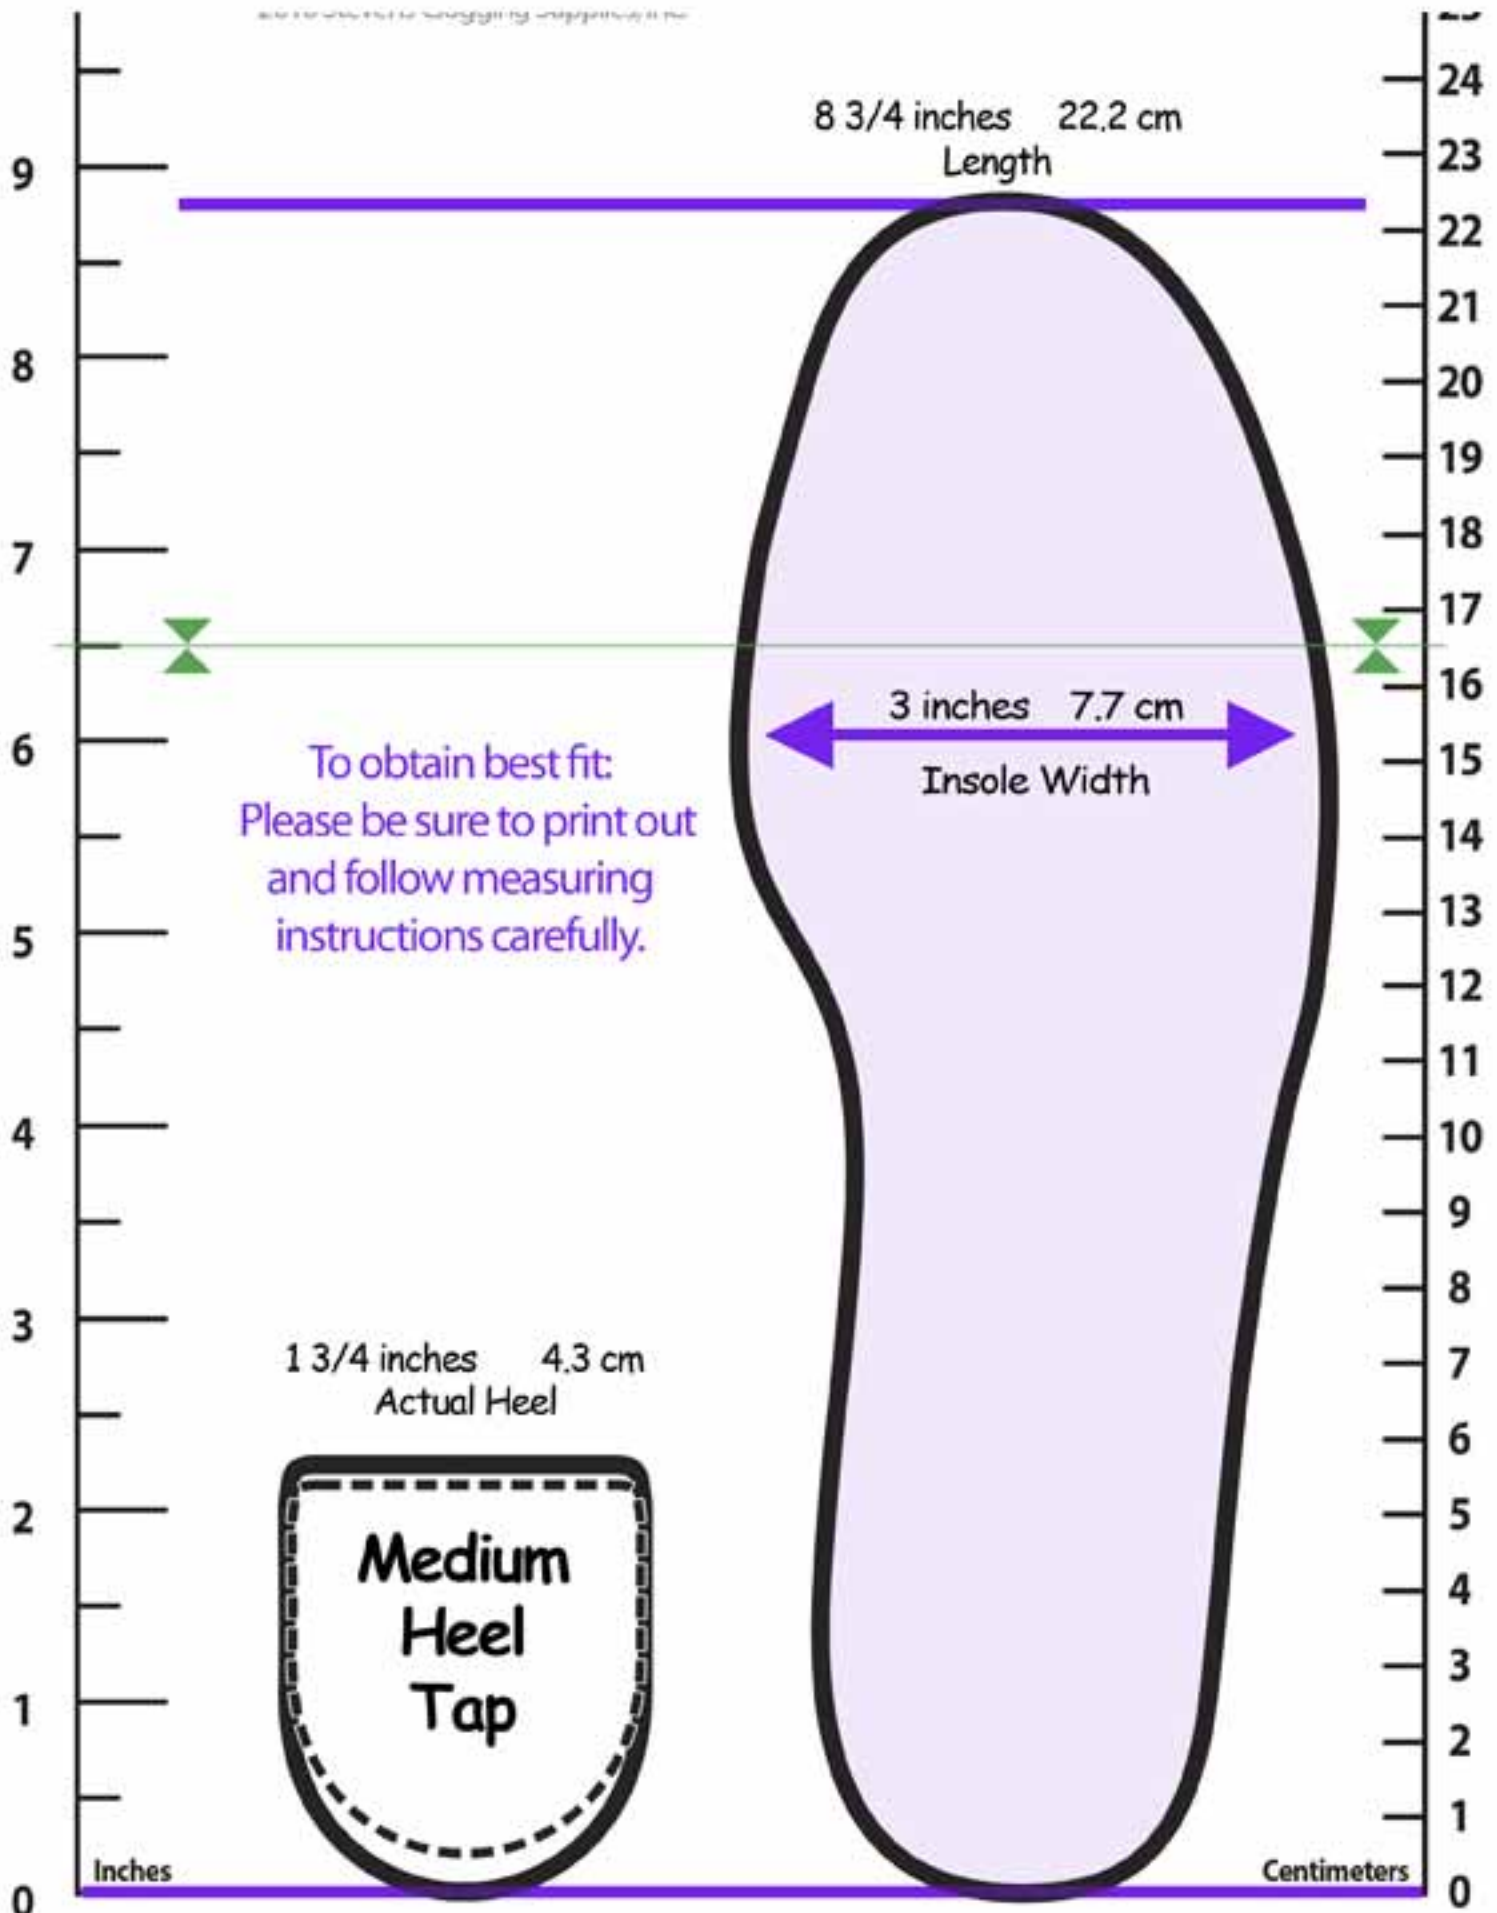 8 3/4 inches 22.2 cm
Length
3 inches 7.7 cm
Insole Width
To obtain best fit:
Please be sure to print out
and follow measuring
instructions carefully.
1 3/4 inches 4.3 cm
Actual Heel
Medium
Heel
Tap
Inches
Centimeters
9
8
7
6
5
4
3
2
1
0
24
23
22
21
20
19
18
17
16
15
14
13
12
11
10
9
8
7
6
5
4
3
2
1
0